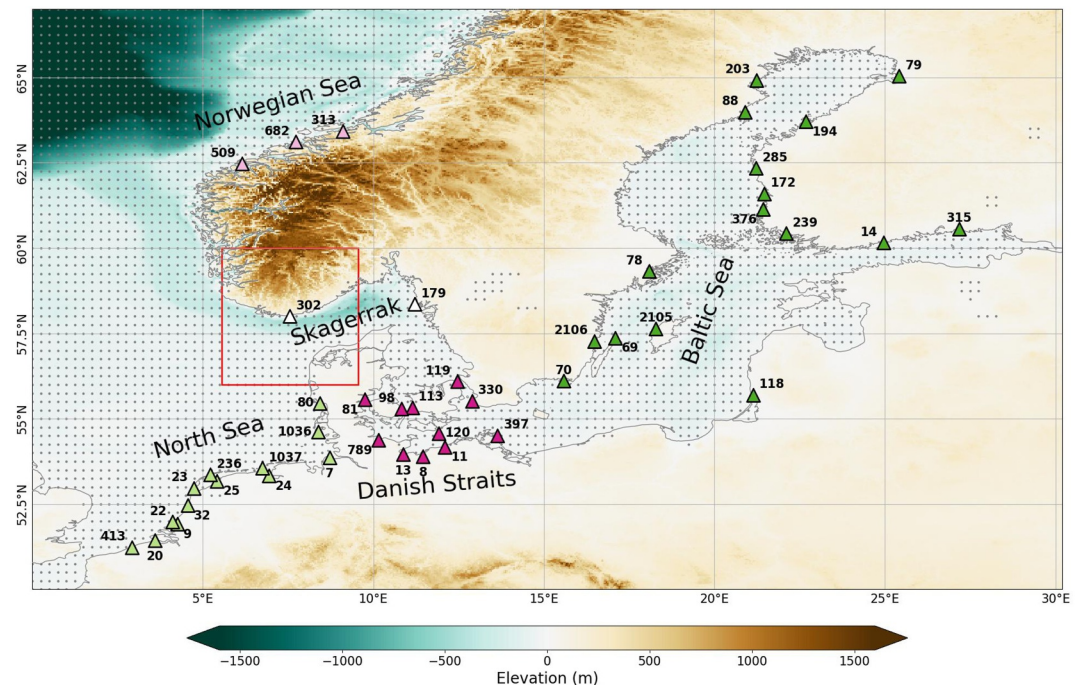 65°N
62.5°N
60°N
57.5°N
55°N
52.5°N
Norwegian Sea
313
682
509
203
79
88
194
285
172
376
239
14
315
78
302
Skagerrak
179
2105
2106
69
Baltic Sea
70
118
119
330
80
81
98
113
397
1036
120
789
11
13
8
North Sea
Danish Straits
236
1037
7
23
25
24
22
32
9
413
20
5°E
10°E
15°E
20°E
25°E
30°E
−1500
−1000
−500
0
500
1000
1500
Elevation (m)